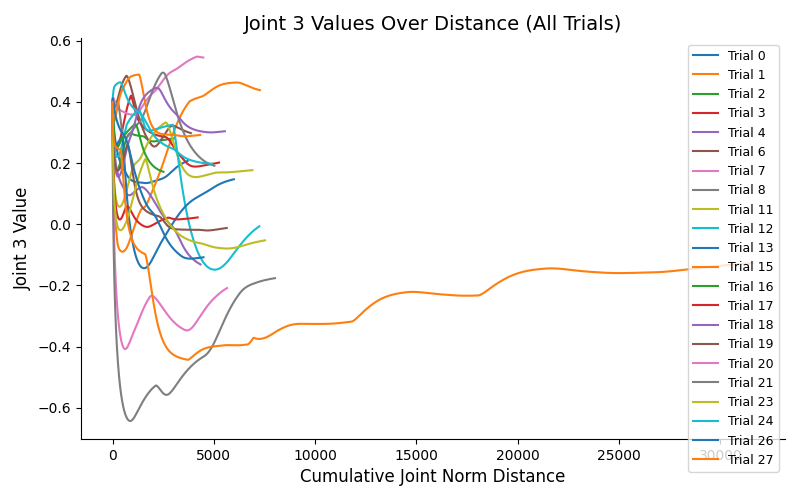 Joint 3 Values Over Distance (All Trials)
Joint 3 Value
0.6
0.4
0.2
0.0
−0.2
−0.4
−0.6
0
5000
10000
15000
20000
25000
30000
Cumulative Joint Norm Distance
Trial 0
Trial 1
Trial 2
Trial 3
Trial 4
Trial 6
Trial 7
Trial 8
Trial 11
Trial 12
Trial 13
Trial 15
Trial 16
Trial 17
Trial 18
Trial 19
Trial 20
Trial 21
Trial 23
Trial 24
Trial 26
Trial 27